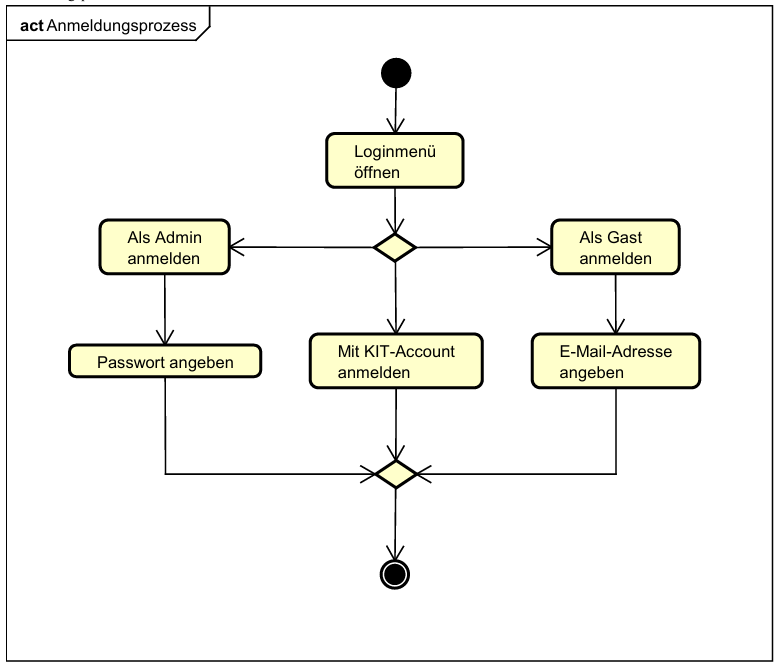 act Anmeldungsprozess
Loginmenü
öffnen
Als Admin
anmelden
Als Gast
anmelden
Passwort angeben
Mit KIT-Account
anmelden
E-Mail-Adresse
angeben